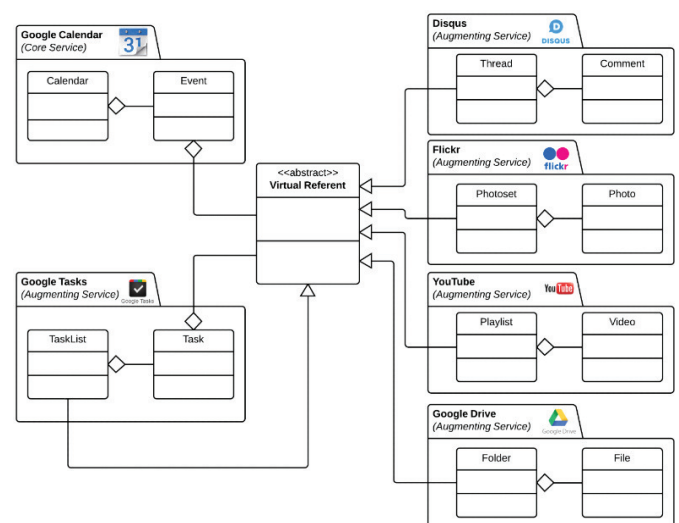 Google Calendar
(Core Service)
31
Calendar
Event
Google Tasks
(Augmenting Service)
Google Tasks
TaskList
Task
<<abstract>>
Virtual Referent
Disqus
(Augmenting Service)
D
DISQUS
Thread
Comment
Flickr
(Augmenting Service)
flickr
Photoset
Photo
YouTube
(Augmenting Service)
YouTube
Playlist
Video
Google Drive
(Augmenting Service)
Google Drive
Folder
File